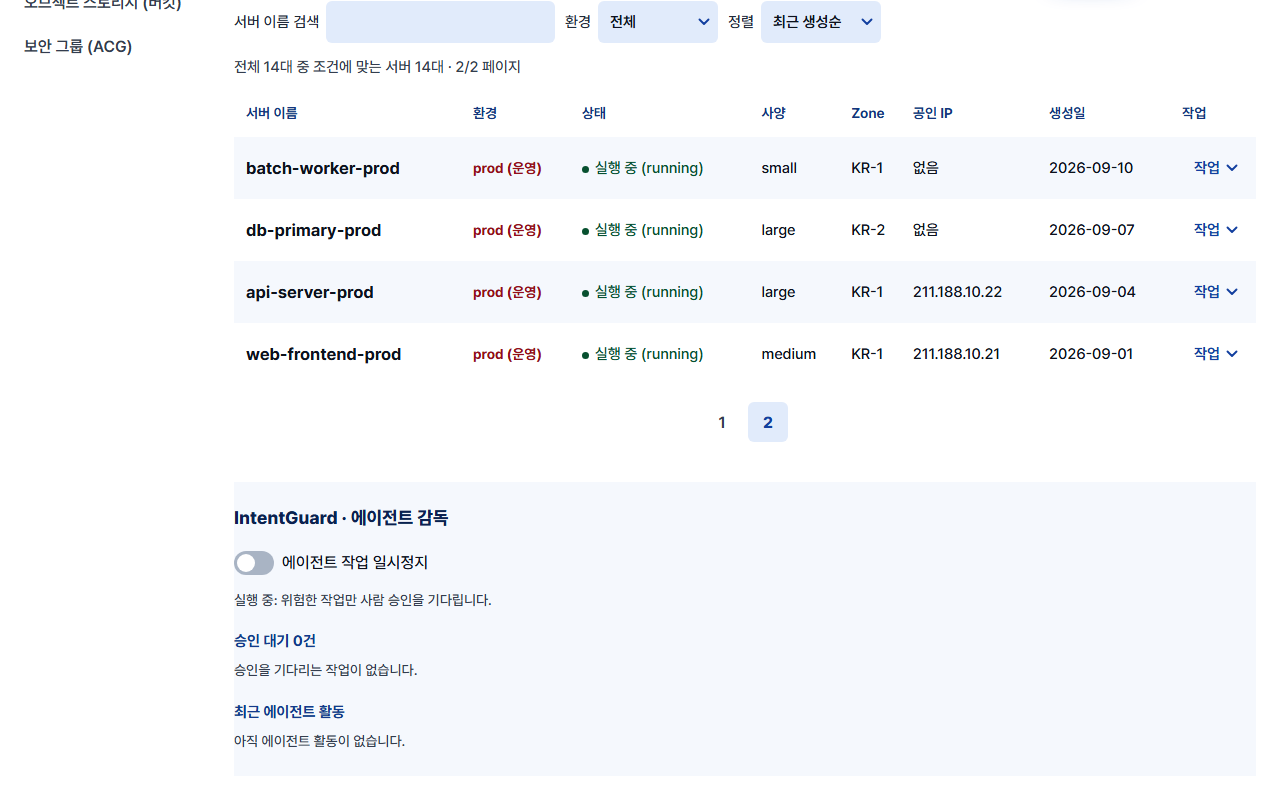 오브젝트 스토리지 (버킷)
보안 그룹 (ACG)
서버 이름 검색 환경 전체 정렬 최근 생성순
전체 14대 중 조건에 맞는 서버 14대 · 2/2 페이지
서버 이름 환경 상태 사양 Zone 공인 IP 생성일 작업
batch-worker-prod prod (운영) 실행 중 (running) small KR-1 없음 2026-09-10 작업
db-primary-prod prod (운영) 실행 중 (running) large KR-2 없음 2026-09-07 작업
api-server-prod prod (운영) 실행 중 (running) large KR-1 211.188.10.22 2026-09-04 작업
web-frontend-prod prod (운영) 실행 중 (running) medium KR-1 211.188.10.21 2026-09-01 작업
1 2
IntentGuard · 에이전트 감독
에이전트 작업 일시정지
실행 중: 위험한 작업만 사람 승인을 기다립니다.
승인 대기 0건
승인을 기다리는 작업이 없습니다.
최근 에이전트 활동
아직 에이전트 활동이 없습니다.